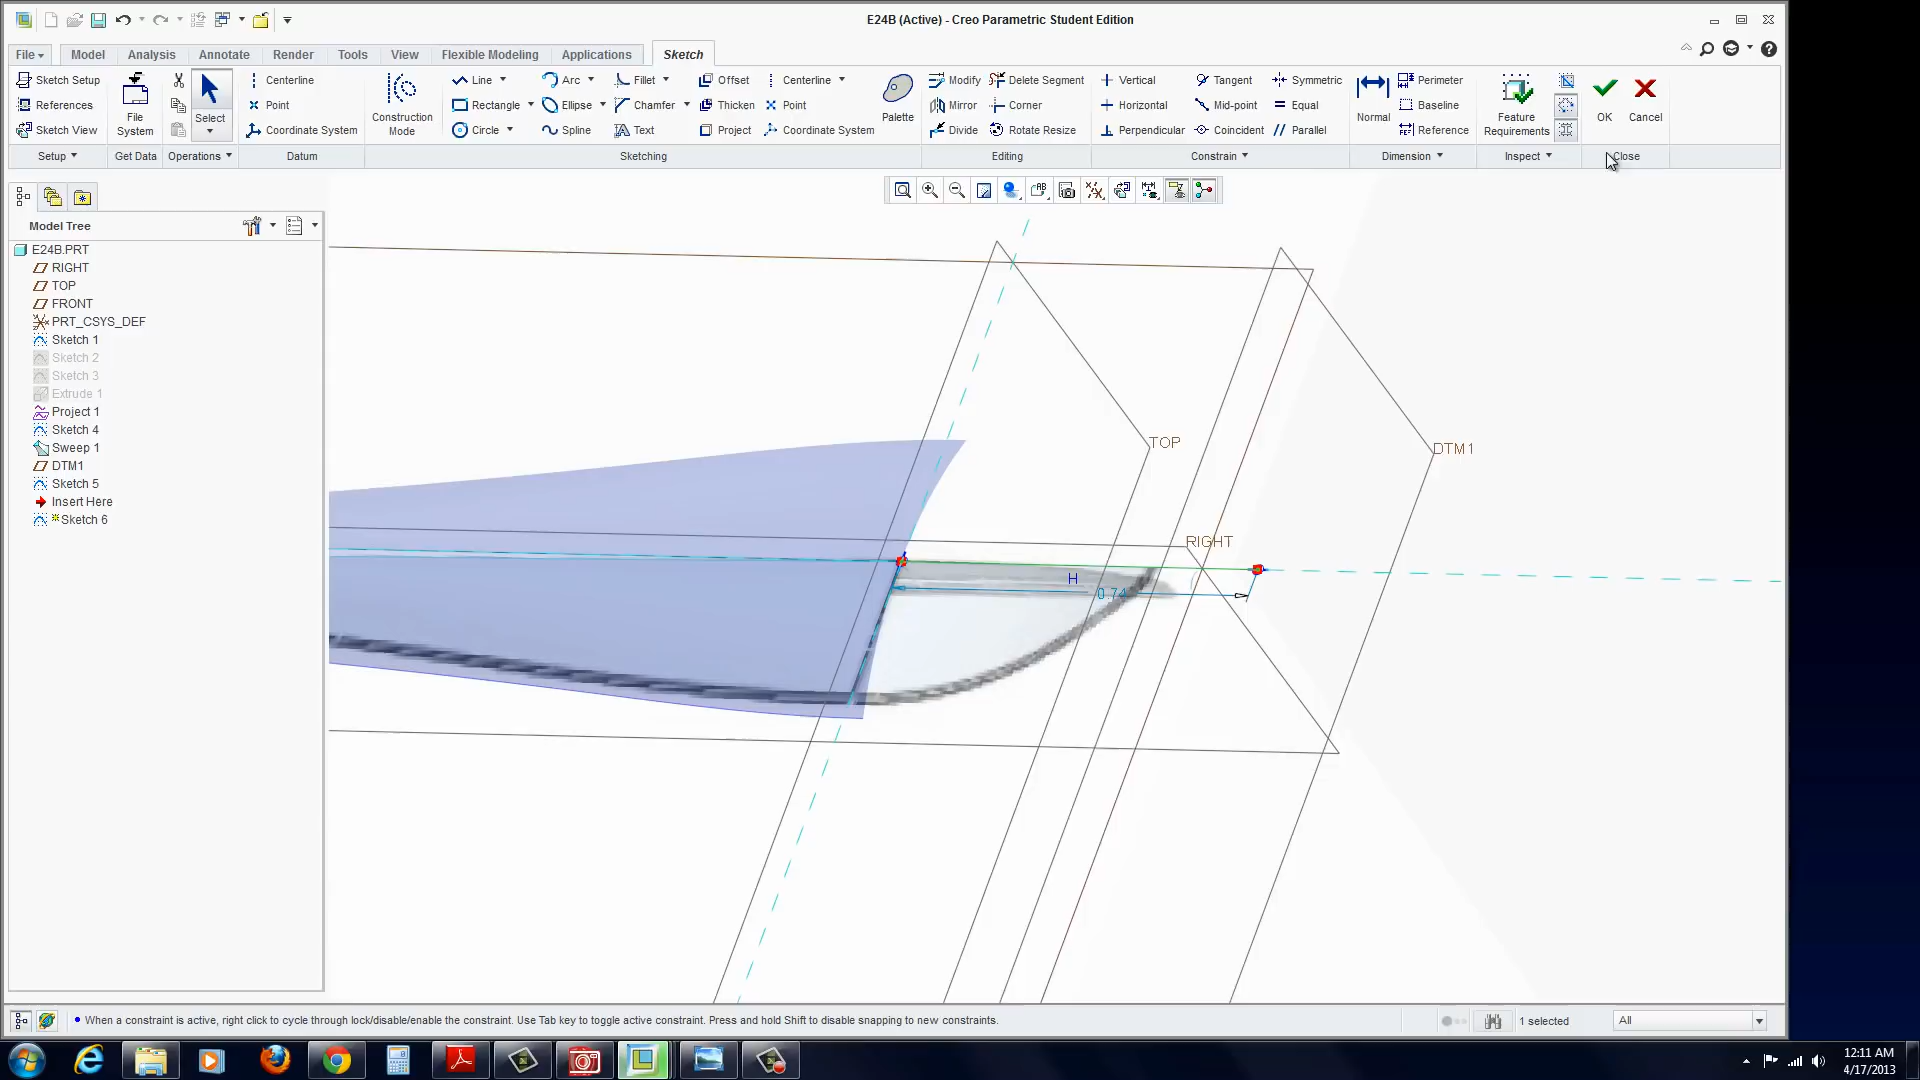 E24B (Active) - Creo Parametric Student Edition
File Model Analysis Annotate Render Tools View Flexible Modeling Applications Sketch
Sketch Setup
References
Sketch View
File System
Select
Centerline
Point
Coordinate System
Construction Mode
Line Arc Fillet Offset Centerline
Rectangle Ellipse Chamfer Thicken Point
Circle Spline Text Project Coordinate System
Palette
Modify Delete Segment
Mirror Corner
Divide Rotate Resize
Vertical Tangent Symmetric
Horizontal Mid-point Equal
Perpendicular Coincident Parallel
Normal
Perimeter
Baseline
Reference
Feature Requirements
OK
Cancel
Setup Get Data Operations Datum Sketching Editing Constrain Dimension Inspect Close
Model Tree
E24B.PRT
RIGHT
TOP
FRONT
PRT_CSYS_DEF
Sketch 1
Sketch 2
Sketch 3
Extrude 1
Project 1
Sketch 4
Sweep 1
DTM1
Sketch 5
Insert Here
Sketch 6
TOP
DTM1
RIGHT
H
0.74
When a constraint is active, right click to cycle through lock/disable/enable the constraint. Use Tab key to toggle active constraint. Press and hold Shift to disable snapping to new constraints.
1 selected
All
12:11 AM
4/17/2013